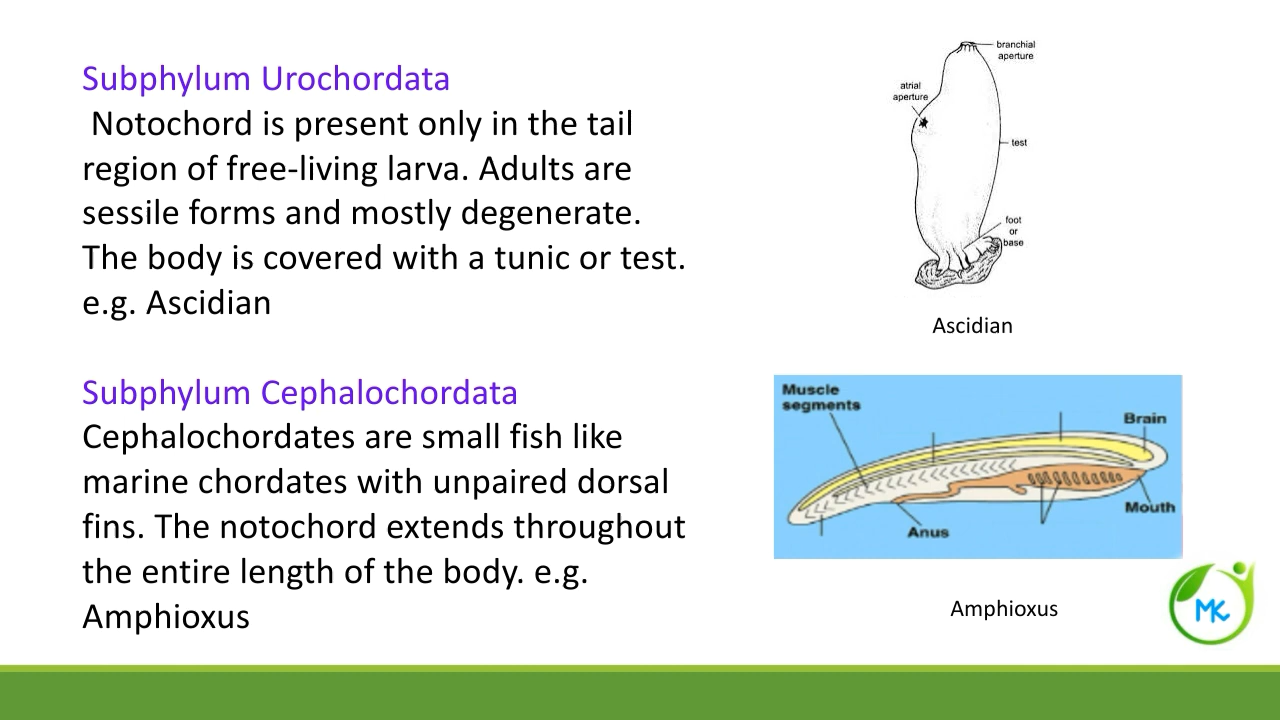 Subphylum Urochordata
Notochord is present only in the tail
region of free-living larva. Adults are
sessile forms and mostly degenerate.
The body is covered with a tunic or test.
e.g. Ascidian
Subphylum Cephalochordata
Cephalochordates are small fish like
marine chordates with unpaired dorsal
fins. The notochord extends throughout
the entire length of the body. e.g.
Amphioxus
branchial
aperture
atrial
aperture
test
foot
or
base
Ascidian
Muscle
segments
Brain
Mouth
Anus
Amphioxus
MK